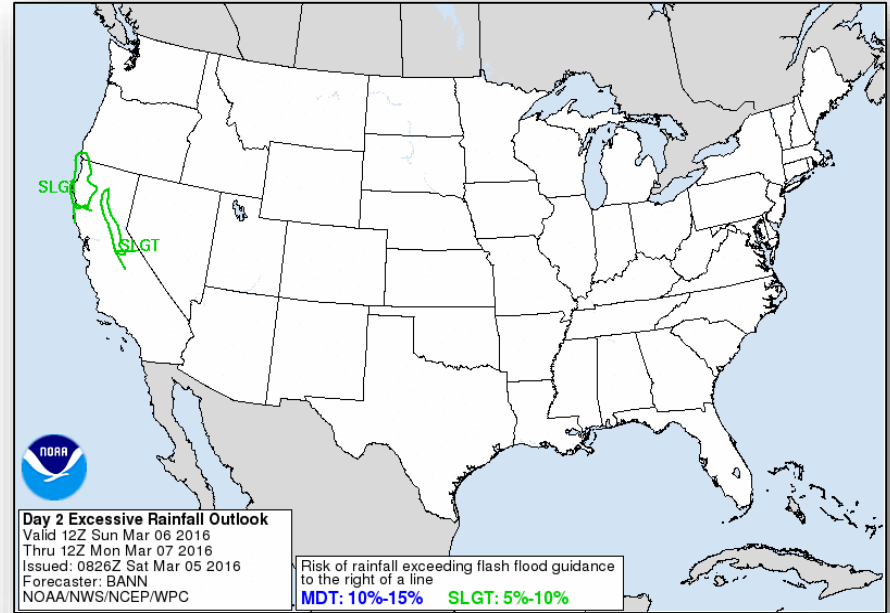 SLG
SLGT
NOAA
Day 2 Excessive Rainfall Outlook
Valid 12Z Sun Mar 06 2016
Thru 12Z Mon Mar 07 2016
Issued: 0826Z Sat Mar 05 2016
Forecaster: BANN
NOAA/NWS/NCEP/WPC
Risk of rainfall exceeding flash flood guidance
to the right of a line
MDT: 10%-15% SLGT: 5%-10%